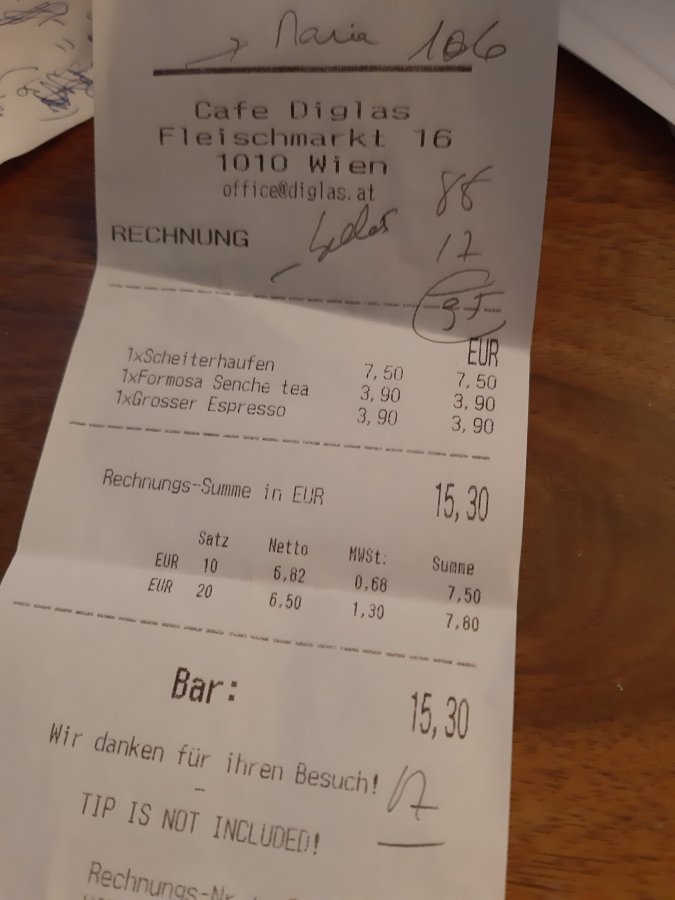 Maria 106
Cafe Diglas
Fleischmarkt 16
1010 Wien
office@diglas.at
88
RECHNUNG
17
95
EUR
1xScheiterhaufen 7,50 7,50
1xFormosa Senche tea 3,90 3,90
1xGrosser Espresso 3,90 3,90
Rechnungs-Summe in EUR 15,30
Satz Netto MWSt: Summe
EUR 10 6,82 0,68 7,50
EUR 20 6,50 1,30 7,80
Bar: 15,30
Wir danken für ihren Besuch!
17
TIP IS NOT INCLUDED!